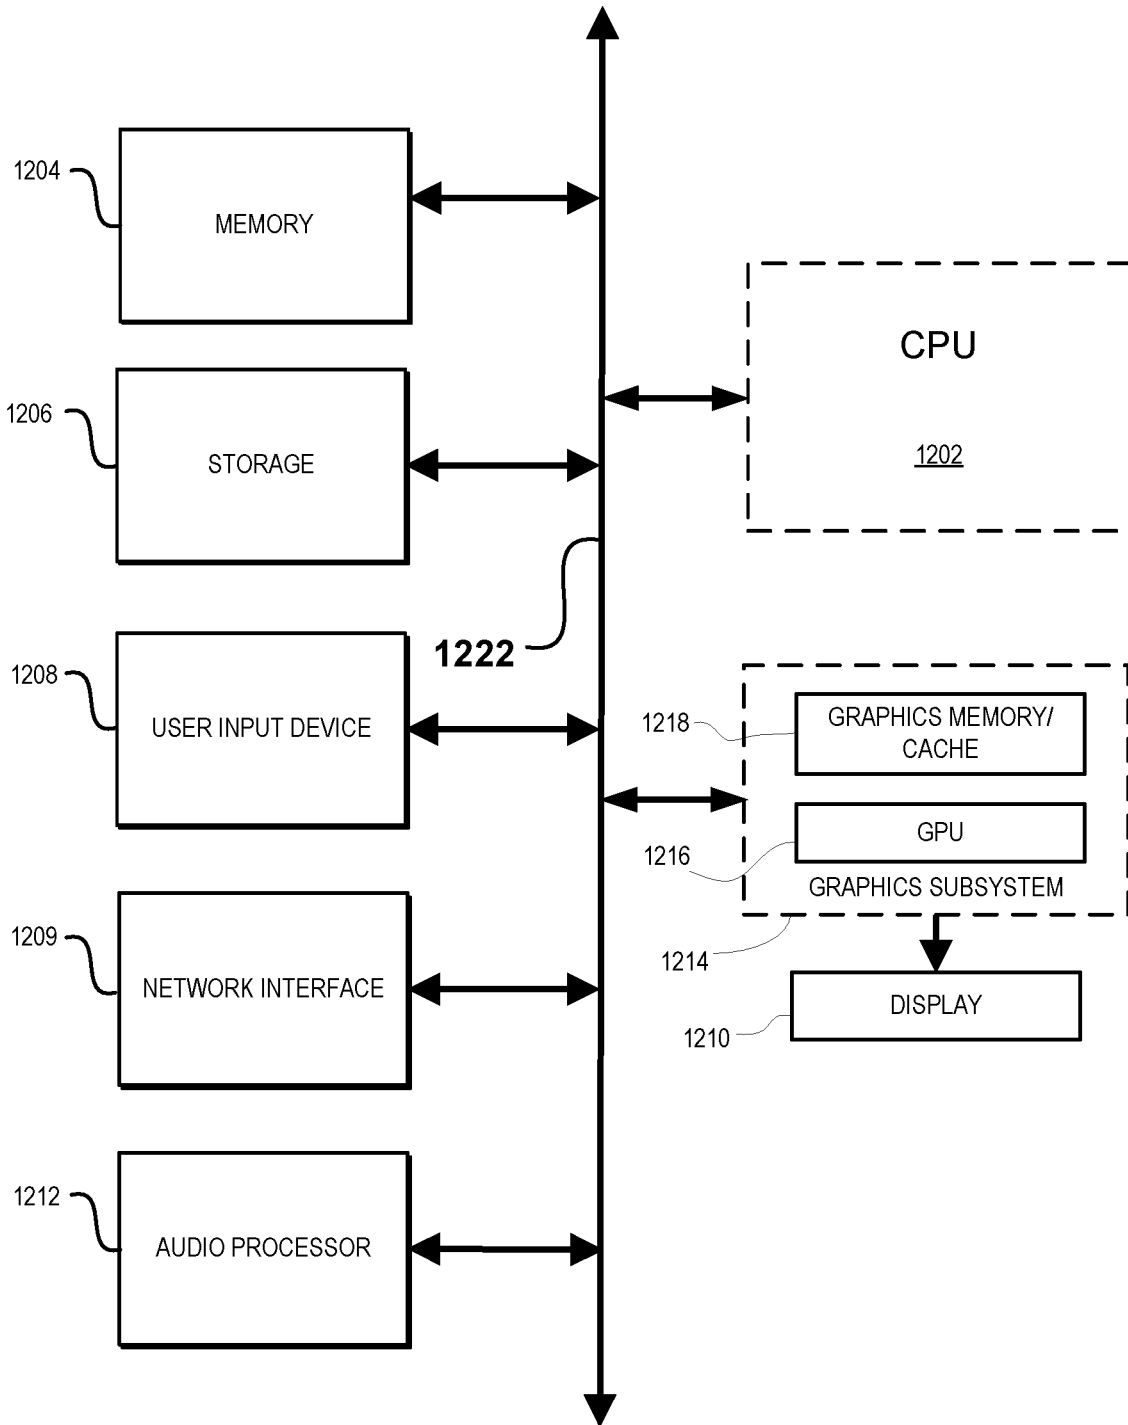 1204
MEMORY
CPU
1202
1206
STORAGE
1222
1208
USER INPUT DEVICE
1218
GRAPHICS MEMORY/
CACHE
1216
GPU
GRAPHICS SUBSYSTEM
1214
1209
NETWORK INTERFACE
DISPLAY
1210
1212
AUDIO PROCESSOR